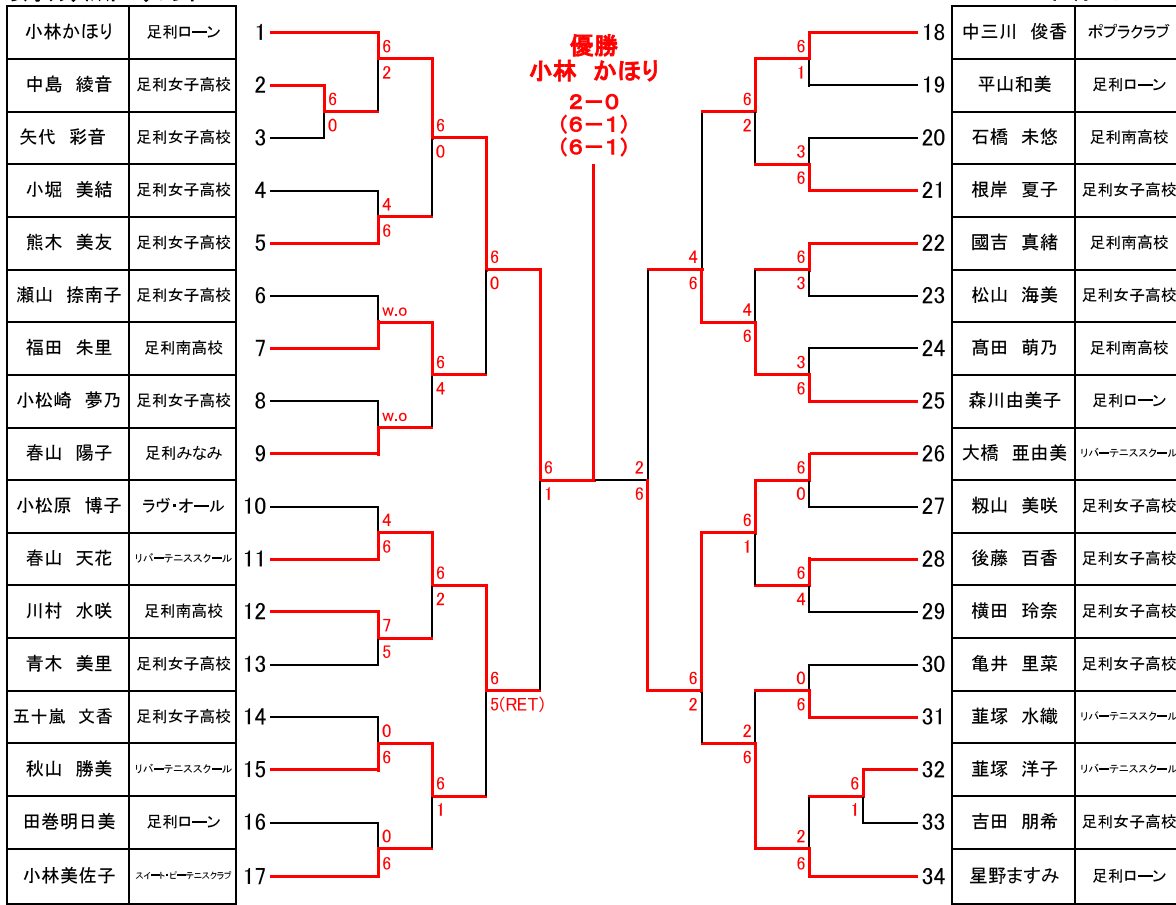 優勝
小林 かほり
2－0
(6－1)
(6－1)
小林かほり 足利ローン 1
中島 綾音 足利女子高校 2
矢代 彩音 足利女子高校 3
小堀 美結 足利女子高校 4
熊木 美友 足利女子高校 5
瀬山 捺南子 足利女子高校 6
福田 朱里 足利南高校 7
小松崎 夢乃 足利女子高校 8
春山 陽子 足利みなみ 9
小松原 博子 ラヴ・オール 10
春山 天花 リバーテニススクール 11
川村 水咲 足利南高校 12
青木 美里 足利女子高校 13
五十嵐 文香 足利女子高校 14
秋山 勝美 リバーテニススクール 15
田巻明日美 足利ローン 16
小林美佐子 スイート・ピーテニスクラブ 17
6
2
6
0
6
0
4
6
6
0
w.o
6
4
w.o
6
1
4
6
6
2
7
5
6
5(RET)
0
6
6
1
0
6
18 中三川 俊香 ポプラクラブ
19 平山和美 足利ローン
20 石橋 未悠 足利南高校
21 根岸 夏子 足利女子高校
22 國吉 真緒 足利南高校
23 松山 海美 足利女子高校
24 髙田 萌乃 足利南高校
25 森川由美子 足利ローン
26 大橋 亜由美 リバーテニススクール
27 籾山 美咲 足利女子高校
28 後藤 百香 足利女子高校
29 横田 玲奈 足利女子高校
30 亀井 里菜 足利女子高校
31 韮塚 水織 リバーテニススクール
32 韮塚 洋子 リバーテニススクール
33 吉田 朋希 足利女子高校
34 星野ますみ 足利ローン
6
1
6
2
3
6
4
6
6
3
4
6
3
6
2
6
6
0
6
1
6
4
6
2
0
6
2
6
6
1
2
6